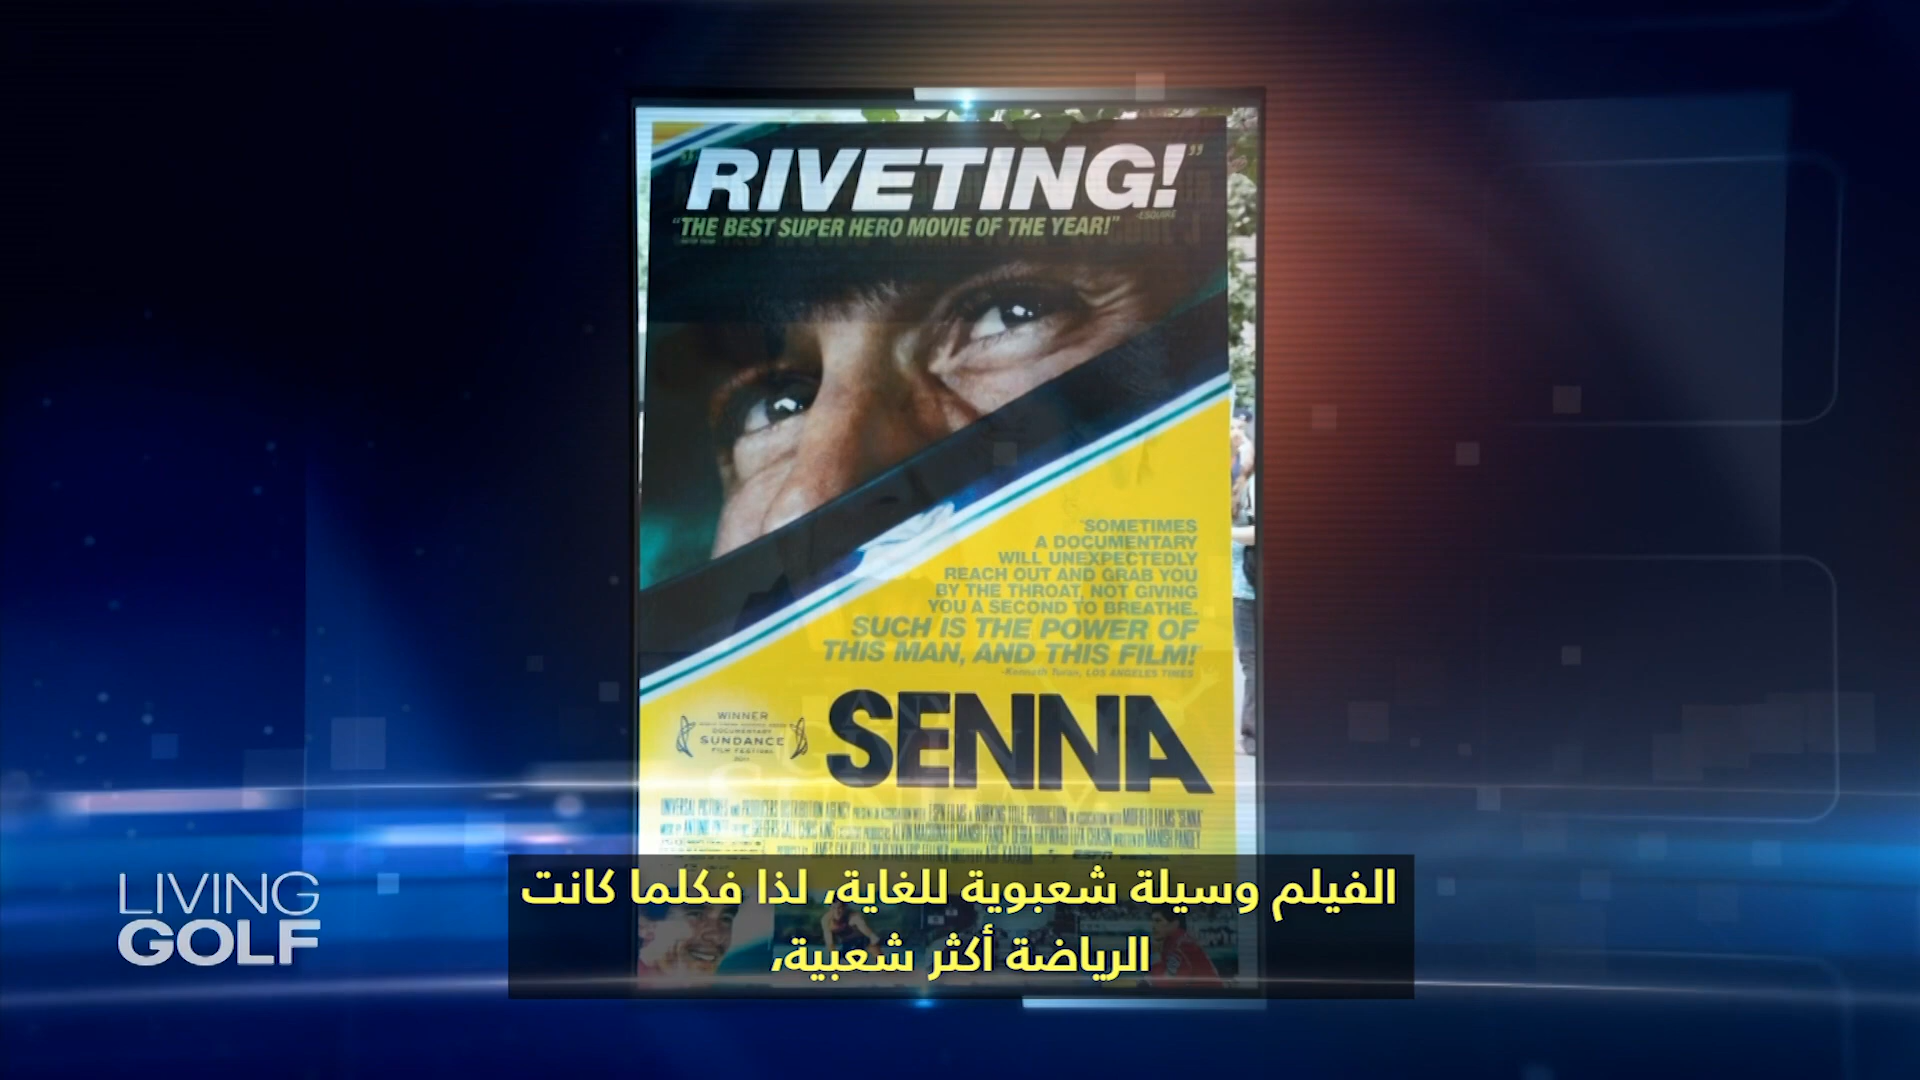 "RIVETING!"
-ESQUIRE
"THE BEST SUPER HERO MOVIE OF THE YEAR!"
"SOMETIMES
A DOCUMENTARY
WILL UNEXPECTEDLY
REACH OUT AND GRAB YOU
BY THE THROAT, NOT GIVING
YOU A SECOND TO BREATHE.
SUCH IS THE POWER OF
THIS MAN, AND THIS FILM!
-Kenneth Turan, LOS ANGELES TIMES
WINNER
DOCUMENTARY
SUNDANCE
FILM FESTIVAL
2011
SENNA
LIVING
GOLF
الفيلم وسيلة شعبوية للغاية، لذا فكلما كانت
الرياضة أكثر شعبية،